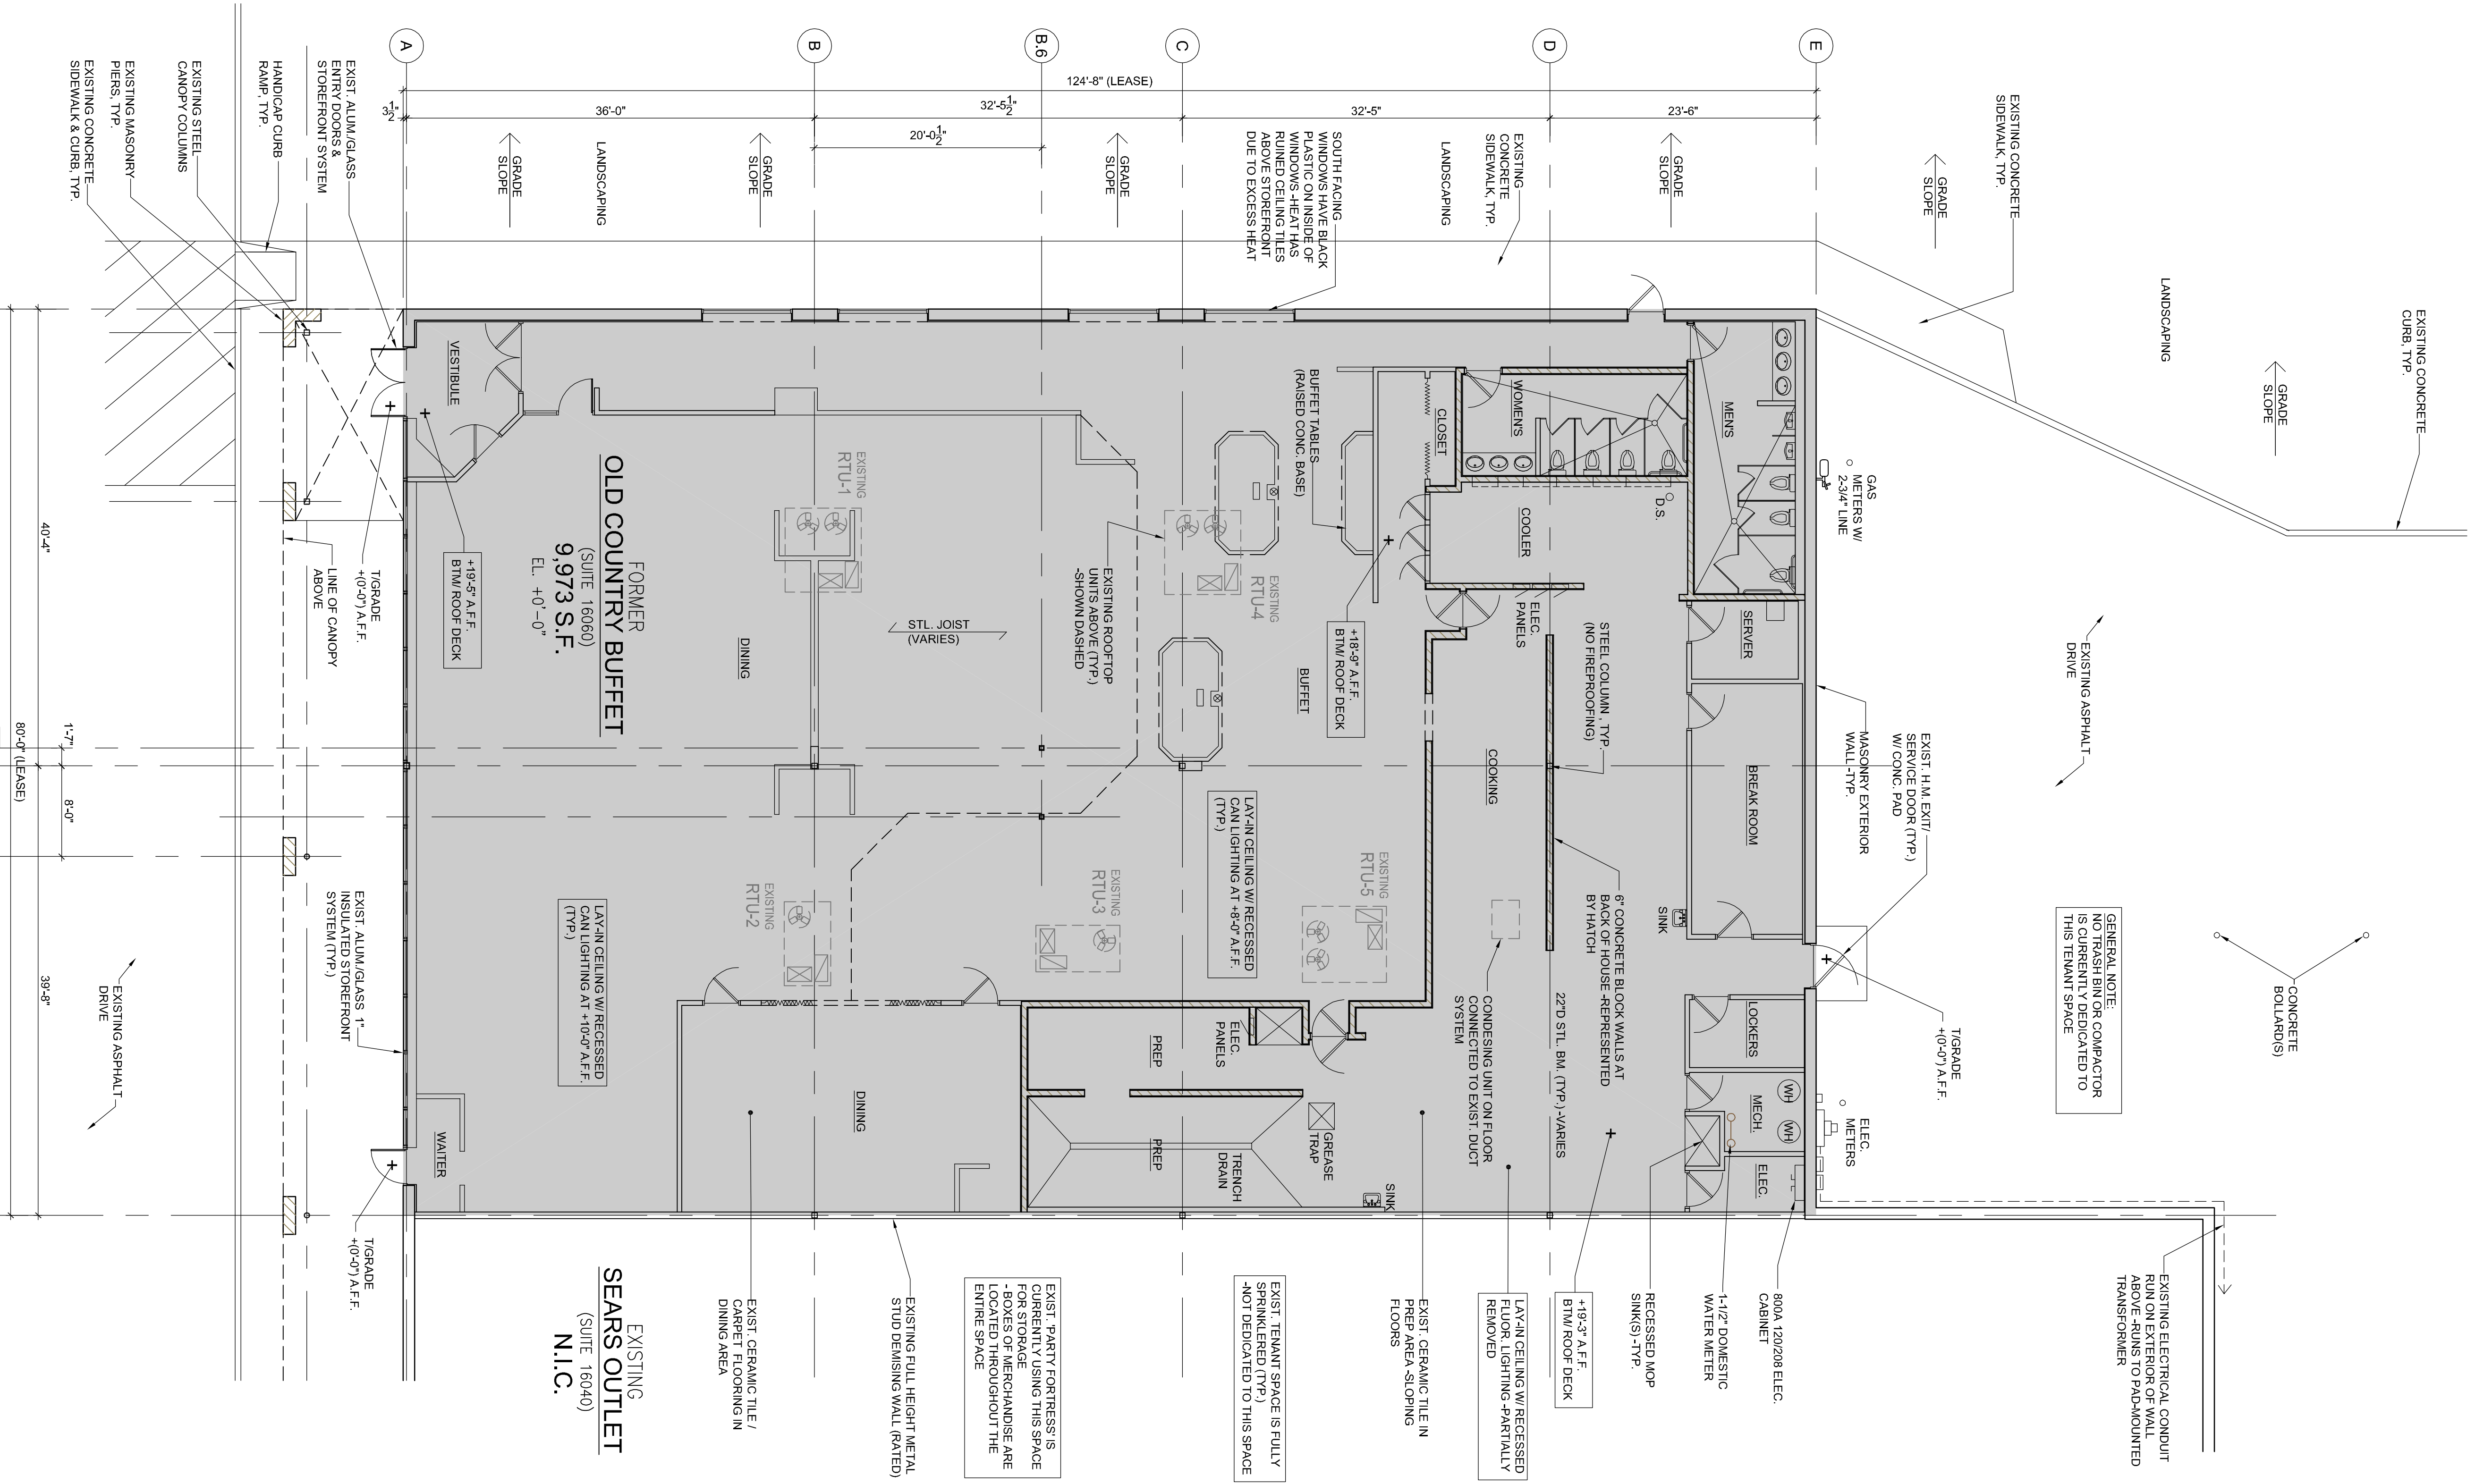 A
B
B.6
C
D
E
124'-8" (LEASE)
3 1/2"
36'-0"
32'-5 1/2"
32'-5"
23'-6"
20'-0 1/2"
GRADE
SLOPE
LANDSCAPING
GRADE
SLOPE
GRADE
SLOPE
LANDSCAPING
GRADE
SLOPE
GRADE
SLOPE
LANDSCAPING
GRADE
SLOPE
EXISTING CONCRETE
SIDEWALK & CURB, TYP.
EXISTING MASONRY
PIERS, TYP.
EXISTING STEEL
CANOPY COLUMNS
HANDICAP CURB
RAMP, TYP.
EXIST. ALUM./GLASS
ENTRY DOORS &
STOREFRONT SYSTEM
SOUTH FACING
WINDOWS HAVE BLACK
PLASTIC ON INSIDE OF
WINDOWS -HEAT HAS
RUINED CEILING TILES
ABOVE STOREFRONT
DUE TO EXCESS HEAT
EXISTING
CONCRETE
SIDEWALK, TYP.
EXISTING CONCRETE
SIDEWALK, TYP.
EXISTING CONCRETE
CURB, TYP.
VESTIBULE
BUFFET TABLES
(RAISED CONC. BASE)
CLOSET
WOMEN'S
MEN'S
GAS
METERS W/
2-3/4" LINE
D.S.
COOLER
EXISTING
RTU-1
FORMER
OLD COUNTRY BUFFET
(SUITE 16060)
9,973 S.F.
EL. +0'-0"
+19'-5" A.F.F.
BTM/ ROOF DECK
T/GRADE
+(0'-0") A.F.F.
LINE OF CANOPY
ABOVE
EXISTING ROOFTOP
UNITS ABOVE (TYP.)
-SHOWN DASHED
EXISTING
RTU-4
STL. JOIST
(VARIES)
DINING
BUFFET
+18'-9" A.F.F.
BTM/ ROOF DECK
ELEC.
PANELS
STEEL COLUMN , TYP.
(NO FIREPROOFING)
SERVER
EXISTING ASPHALT
DRIVE
40'-4"
1'-7"
8'-0"
39'-8"
80'-0" (LEASE)
COOKING
BREAK ROOM
MASONRY EXTERIOR
WALL -TYP.
EXIST. H.M. EXIT/
SERVICE DOOR (TYP.)
W/ CONC. PAD
LAY-IN CEILING W/ RECESSED
CAN LIGHTING AT +8'-0" A.F.F.
(TYP.)
EXISTING
RTU-2
EXISTING
RTU-3
EXISTING
RTU-5
6" CONCRETE BLOCK WALLS AT
BACK OF HOUSE -REPRESENTED
BY HATCH
SINK
GENERAL NOTE:
NO TRASH BIN OR COMPACTOR
IS CURRENTLY DEDICATED TO
THIS TENANT SPACE
CONCRETE
BOLLARD(S)
EXISTING ASPHALT
DRIVE
EXIST. ALUM./GLASS 1"
INSULATED STOREFRONT
SYSTEM (TYP.)
LAY-IN CEILING W/ RECESSED
CAN LIGHTING AT +10'-0" A.F.F.
(TYP.)
ELEC.
PANELS
PREP
CONDESING UNIT ON FLOOR
CONNECTED TO EXIST. DUCT
SYSTEM
22"D STL. BM. (TYP.) -VARIES
LOCKERS
T/GRADE
+(0'-0") A.F.F.
WAITER
DINING
PREP
TRENCH
DRAIN
GREASE
TRAP
SINK
MECH.
WH
WH
ELEC.
ELEC.
METERS
T/GRADE
+(0'-0") A.F.F.
EXISTING
SEARS OUTLET
(SUITE 16040)
N.I.C.
EXIST. CERAMIC TILE /
CARPET FLOORING IN
DINING AREA
EXISTING FULL HEIGHT METAL
STUD DEMISING WALL (RATED)
EXIST. 'PARTY FORTRESS' IS
CURRENTLY USING THIS SPACE
FOR STORAGE
- BOXES OF MERCHANDISE ARE
LOCATED THROUGHOUT THE
ENTIRE SPACE
EXIST. TENANT SPACE IS FULLY
SPRINKLERED (TYP.)
-NOT DEDICATED TO THIS SPACE
EXIST. CERAMIC TILE IN
PREP AREA -SLOPING
FLOORS
LAY-IN CEILING W/ RECESSED
FLUOR. LIGHTING -PARTIALLY
REMOVED
+19'-3" A.F.F.
BTM/ ROOF DECK
RECESSED MOP
SINK(S) -TYP.
1-1/2" DOMESTIC
WATER METER
800A 120/208 ELEC.
CABINET
EXISTING ELECTRICAL CONDUIT
RUN ON EXTERIOR OF WALL
ABOVE -RUNS TO PAD-MOUNTED
TRANSFORMER